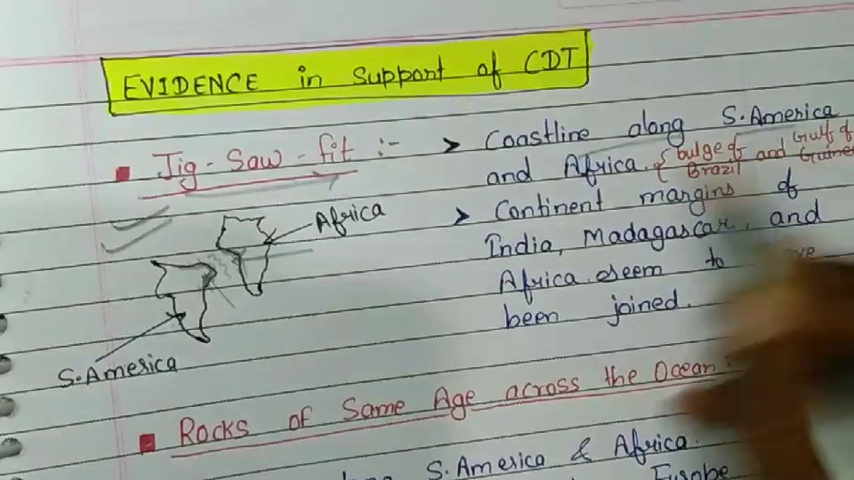 EVIDENCE in support of CDT
Jig-Saw-fit :-
> Coastline along S.America
and Africa. { bulge of Brazil and Gulf of Guinea
> Continent margins of
India, Madagascar, and
Africa seem to
been joined.
Africa
S.America
Rocks of Same Age across the Ocean :
S.America & Africa.
Europe